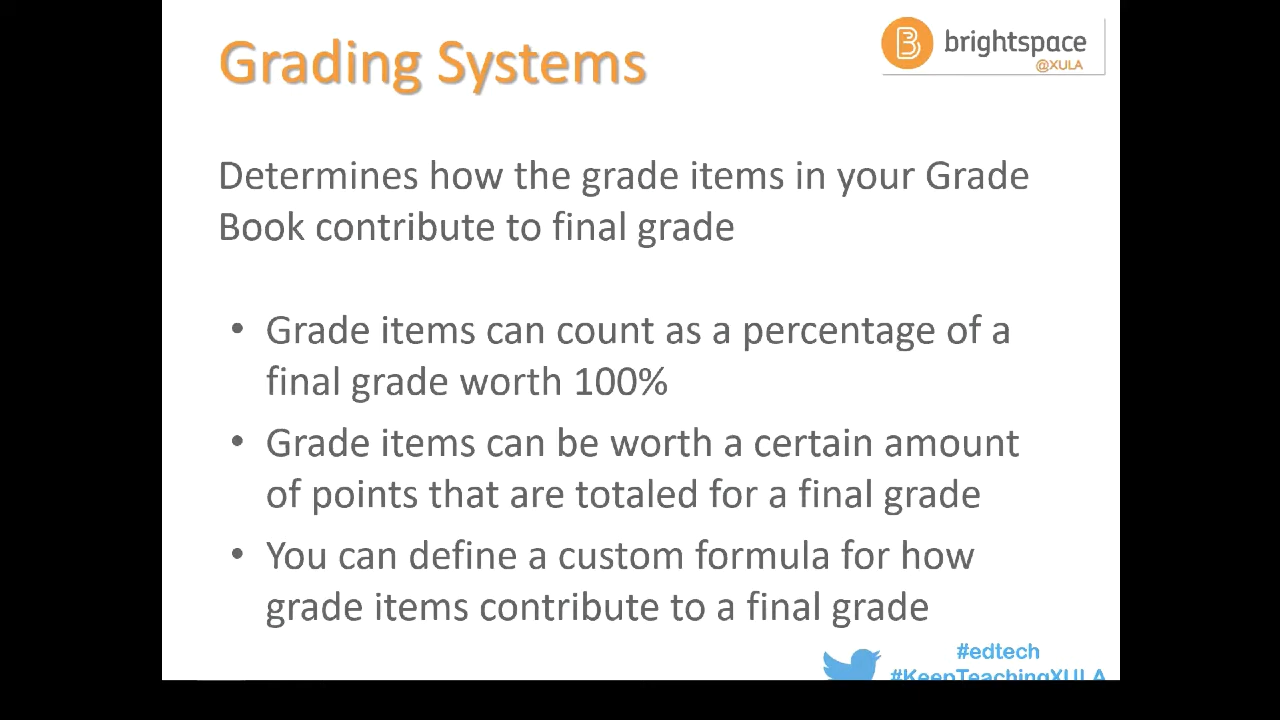 Grading Systems
brightspace
@XULA
Determines how the grade items in your Grade
Book contribute to final grade
• Grade items can count as a percentage of a
final grade worth 100%
• Grade items can be worth a certain amount
of points that are totaled for a final grade
• You can define a custom formula for how
grade items contribute to a final grade
#edtech
#KeepTeachingXULA